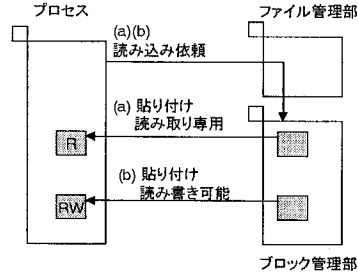 プロセス
ファイル管理部
(a)(b)
読み込み依頼
(a) 貼り付け
読み取り専用
R
(b) 貼り付け
読み書き可能
RW
ブロック管理部